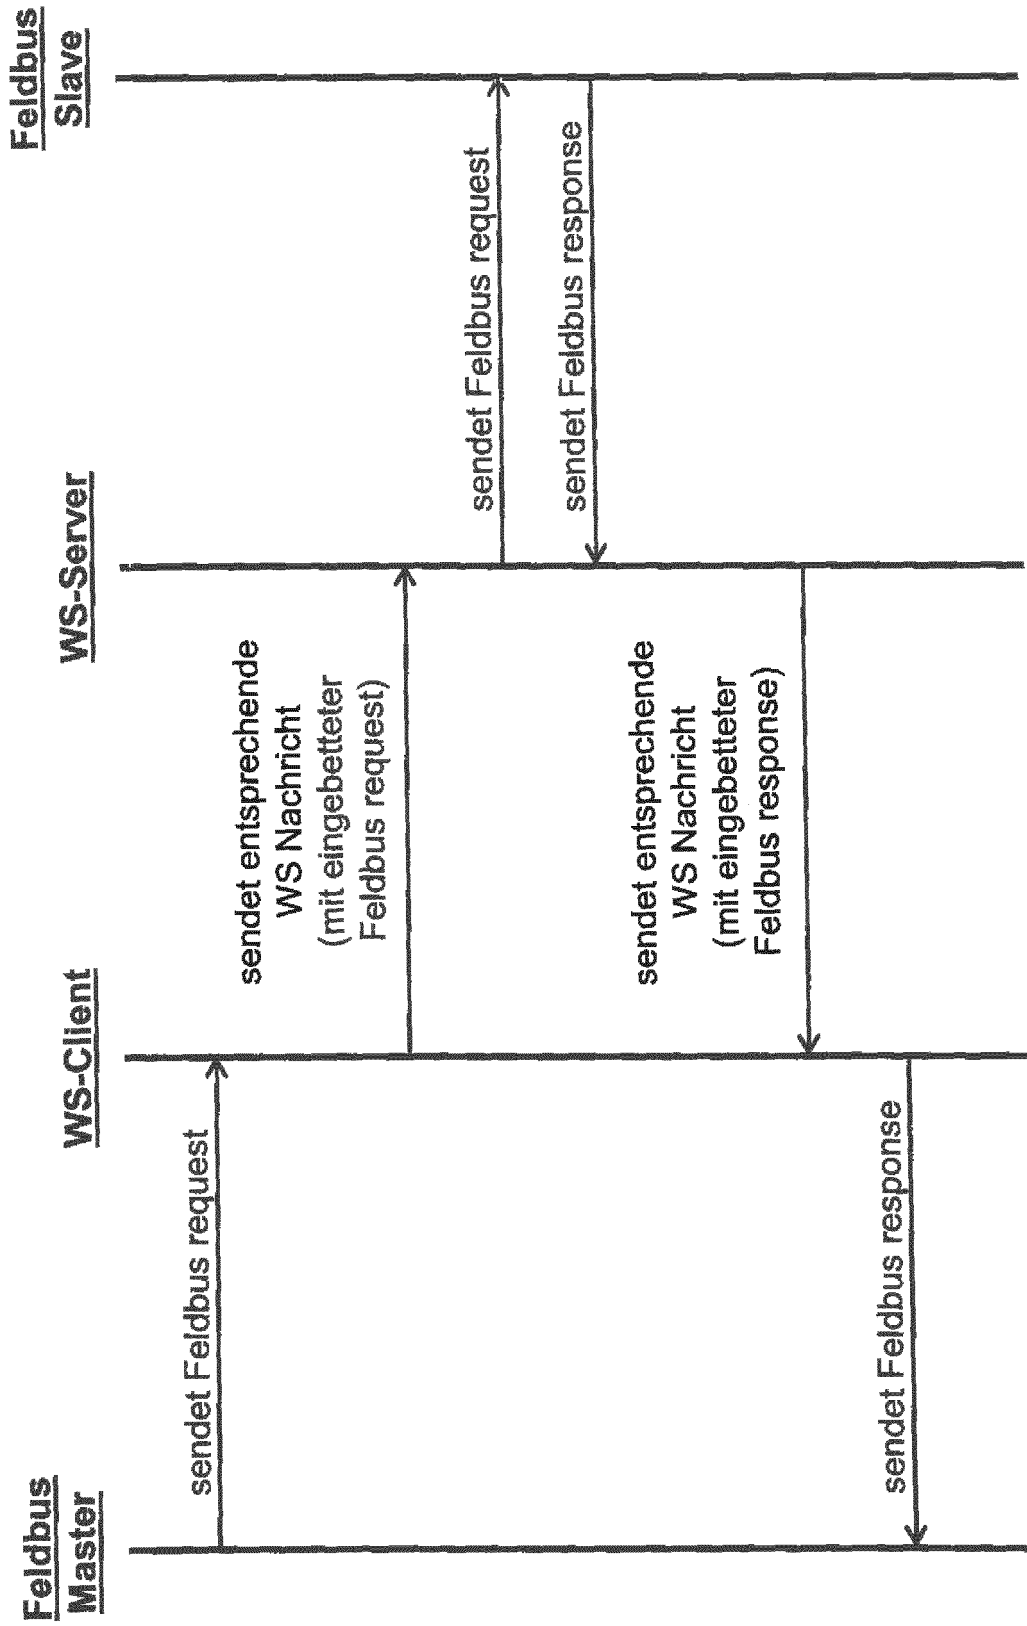 Feldbus
Master
WS-Client
WS-Server
Feldbus
Slave
sendet Feldbus request
sendet entsprechende
WS Nachricht
(mit eingebetteter
Feldbus request)
sendet Feldbus request
sendet Feldbus response
sendet entsprechende
WS Nachricht
(mit eingebetteter
Feldbus response)
sendet Feldbus response